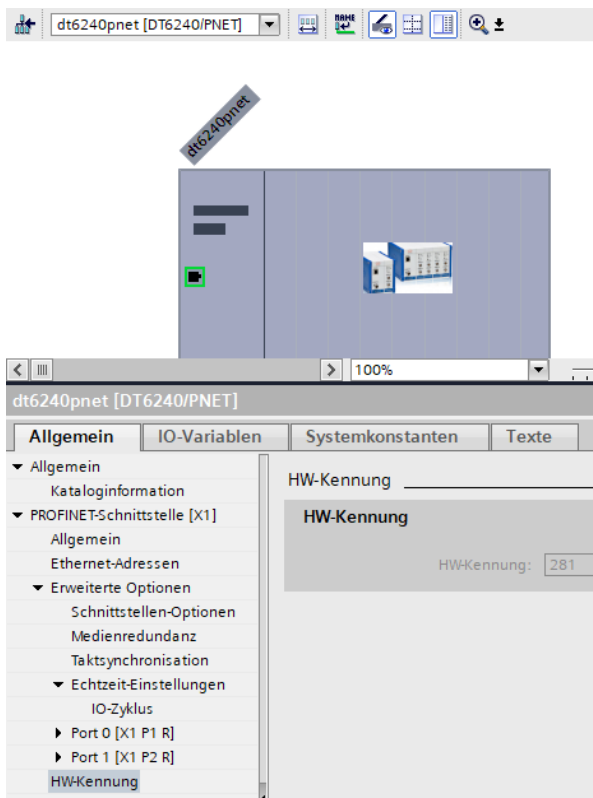 dt6240pnet [DT6240/PNET]
NAME
dt6240pnet
100%
dt6240pnet [DT6240/PNET]
Allgemein
IO-Variablen
Systemkonstanten
Texte
Allgemein
Kataloginformation
PROFINET-Schnittstelle [X1]
Allgemein
Ethernet-Adressen
Erweiterte Optionen
Schnittstellen-Optionen
Medienredundanz
Taktsynchronisation
Echtzeit-Einstellungen
IO-Zyklus
Port 0 [X1 P1 R]
Port 1 [X1 P2 R]
HW-Kennung
HW-Kennung
HW-Kennung
HW-Kennung: 281